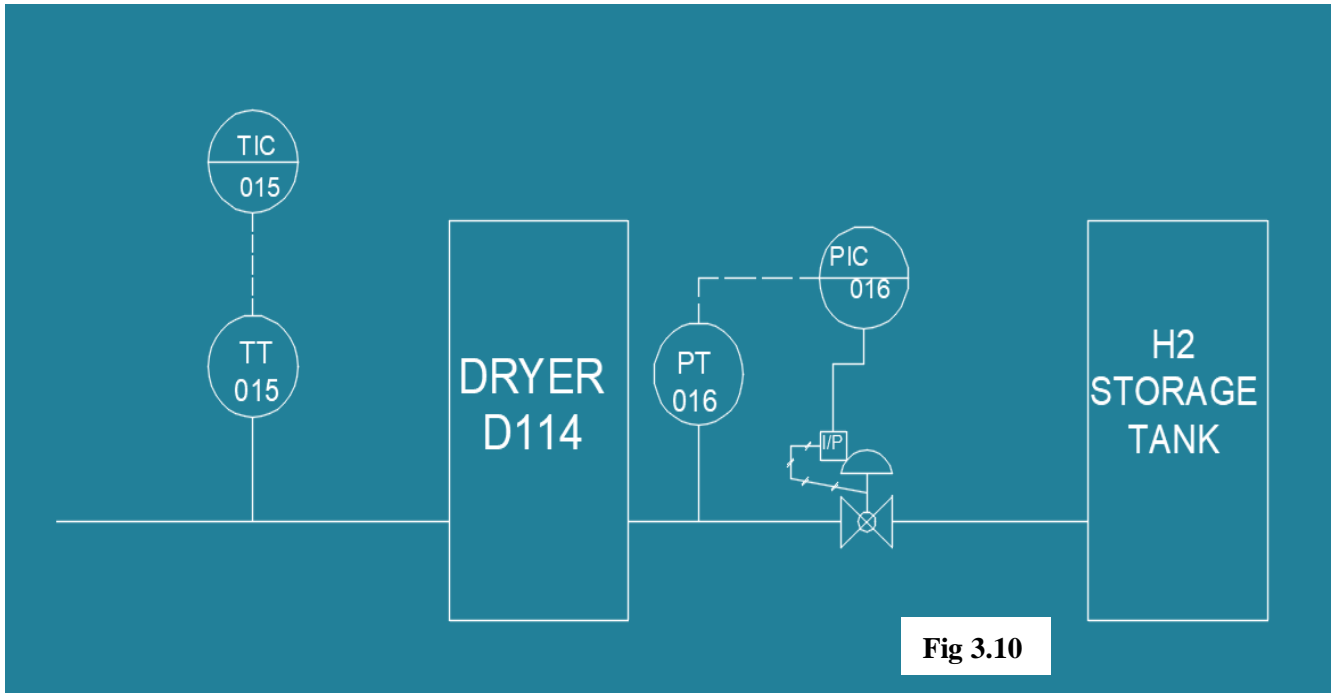 TIC
015
TT
015
DRYER
D114
PT
016
PIC
016
I/P
H2
STORAGE
TANK
Fig 3.10